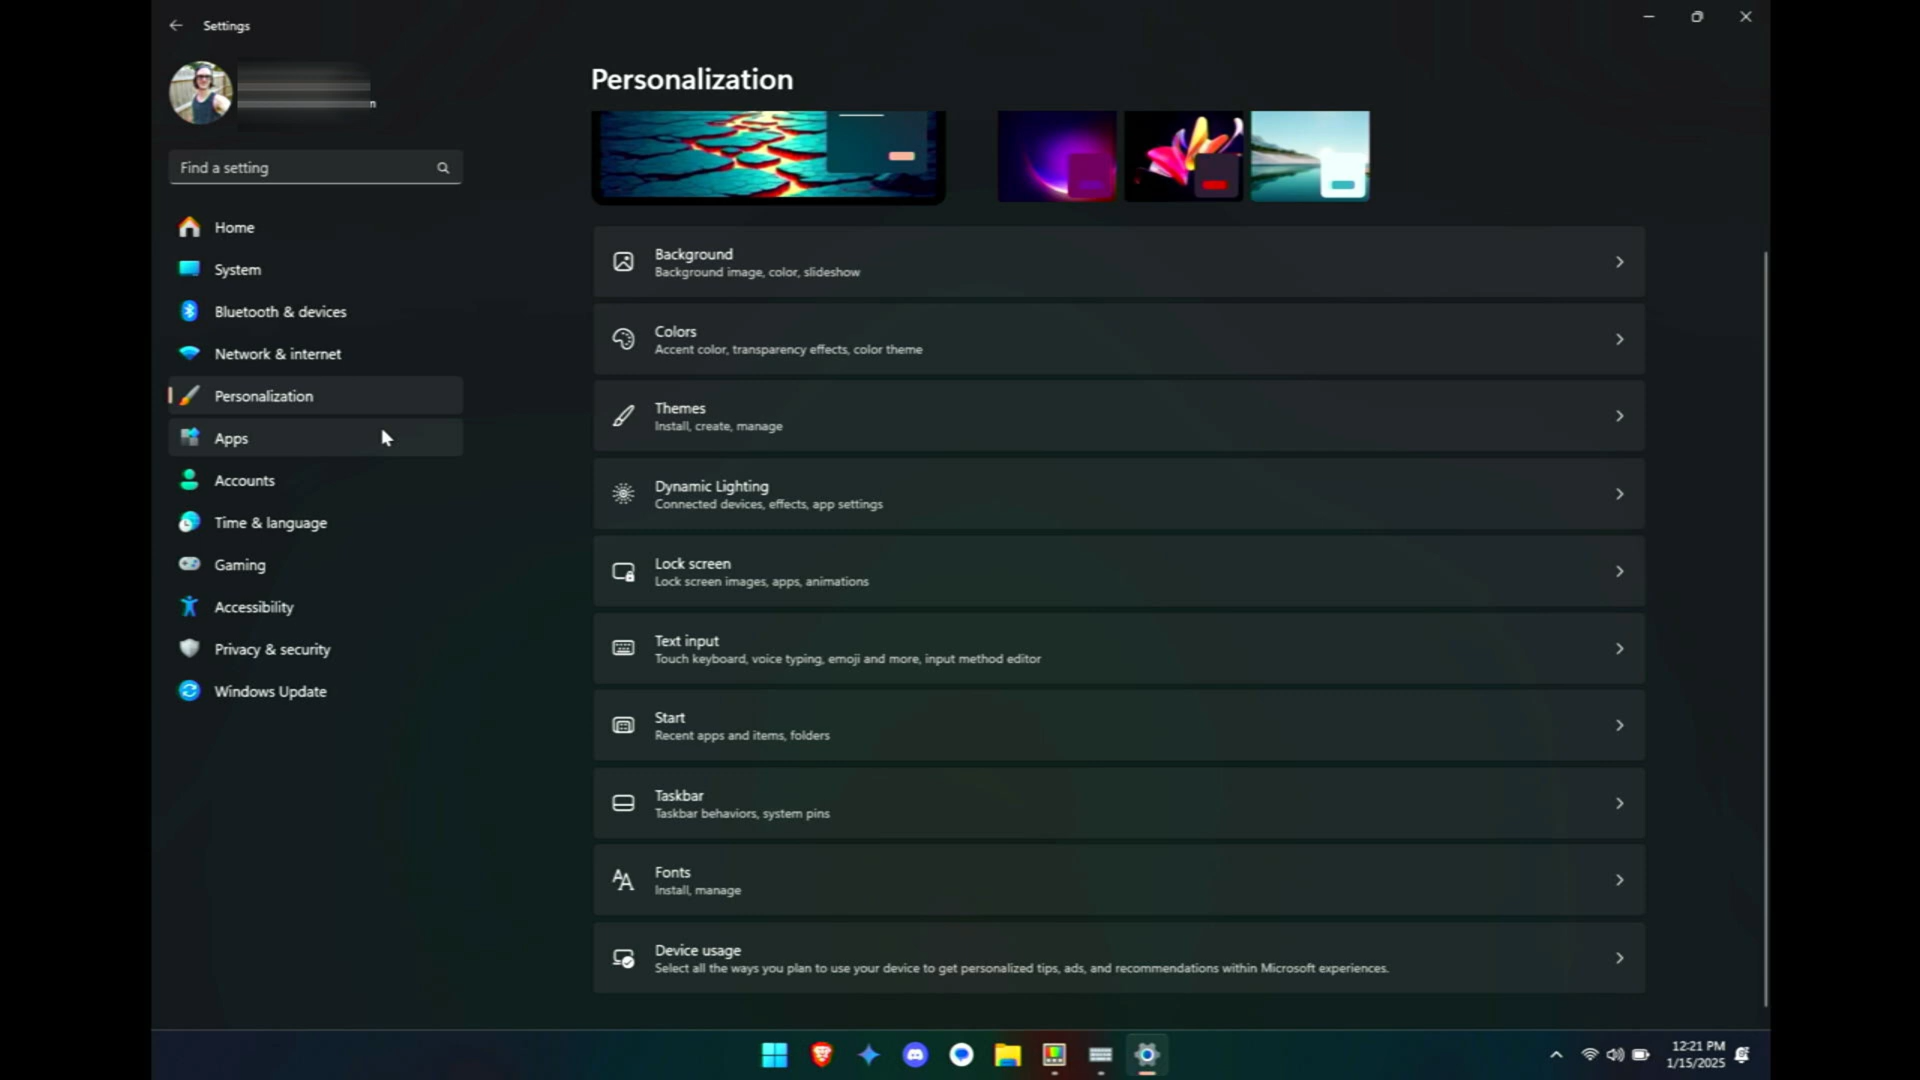 Settings
Find a setting
Home
System
Bluetooth & devices
Network & internet
Personalization
Apps
Accounts
Time & language
Gaming
Accessibility
Privacy & security
Windows Update
Personalization
Background
Background image, color, slideshow
Colors
Accent color, transparency effects, color theme
Themes
Install, create, manage
Dynamic Lighting
Connected devices, effects, app settings
Lock screen
Lock screen images, apps, animations
Text input
Touch keyboard, voice typing, emoji and more, input method editor
Start
Recent apps and items, folders
Taskbar
Taskbar behaviors, system pins
Fonts
Install, manage
Device usage
Select all the ways you plan to use your device to get personalized tips, ads, and recommendations within Microsoft experiences.
12:21 PM
1/15/2025